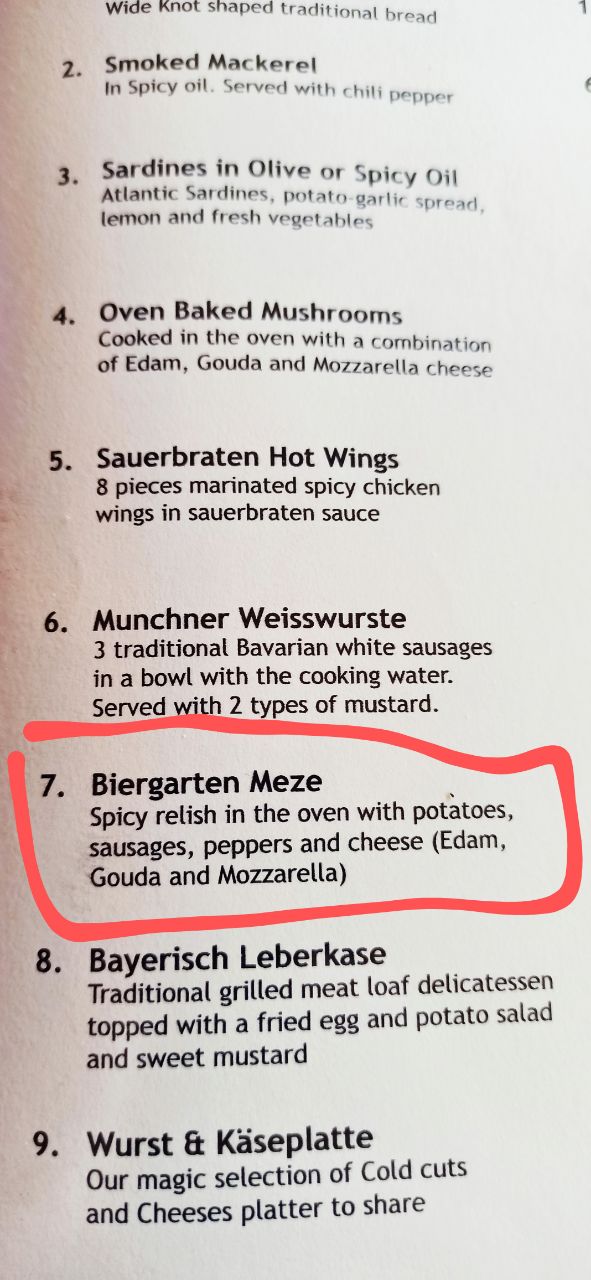 Wide Knot shaped traditional bread
1
2. Smoked Mackerel
In Spicy oil. Served with chili pepper
3. Sardines in Olive or Spicy Oil
Atlantic Sardines, potato-garlic spread,
lemon and fresh vegetables
4. Oven Baked Mushrooms
Cooked in the oven with a combination
of Edam, Gouda and Mozzarella cheese
5. Sauerbraten Hot Wings
8 pieces marinated spicy chicken
wings in sauerbraten sauce
6. Munchner Weisswurste
3 traditional Bavarian white sausages
in a bowl with the cooking water.
Served with 2 types of mustard.
7. Biergarten Meze
Spicy relish in the oven with potatoes,
sausages, peppers and cheese (Edam,
Gouda and Mozzarella)
8. Bayerisch Leberkase
Traditional grilled meat loaf delicatessen
topped with a fried egg and potato salad
and sweet mustard
9. Wurst & Käseplatte
Our magic selection of Cold cuts
and Cheeses platter to share